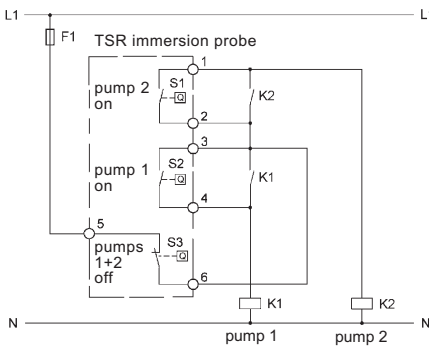 L1 L
F1
TSR immersion probe
1
S1
Q
pump 2
on
K2
2
3
S2
Q
pump 1
on
K1
4
5
S3
Q
pumps
1+2
off
6
K1
K2
N N
pump 1
pump 2